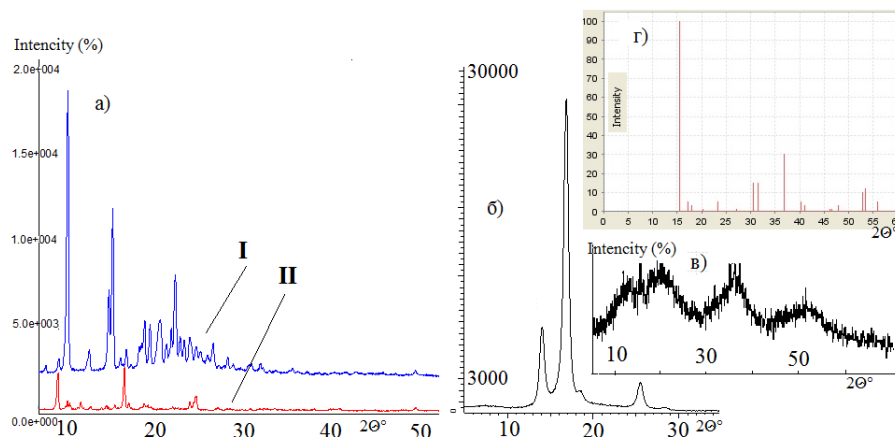 Intencity (%)
2.0e+004
a)
1.5e+004
1.0e+004
5.0e+003
0.0e+000
I
II
10
20
30
40
50
2Θ°
30000
3000
0
б)
10
20
30
2Θ°
г)
Intensity
100
90
80
70
60
50
40
30
20
10
0
0
5
10
15
20
25
30
35
40
45
50
55
60
2Θ°
Intencity (%)
в)
10
30
50
2Θ°